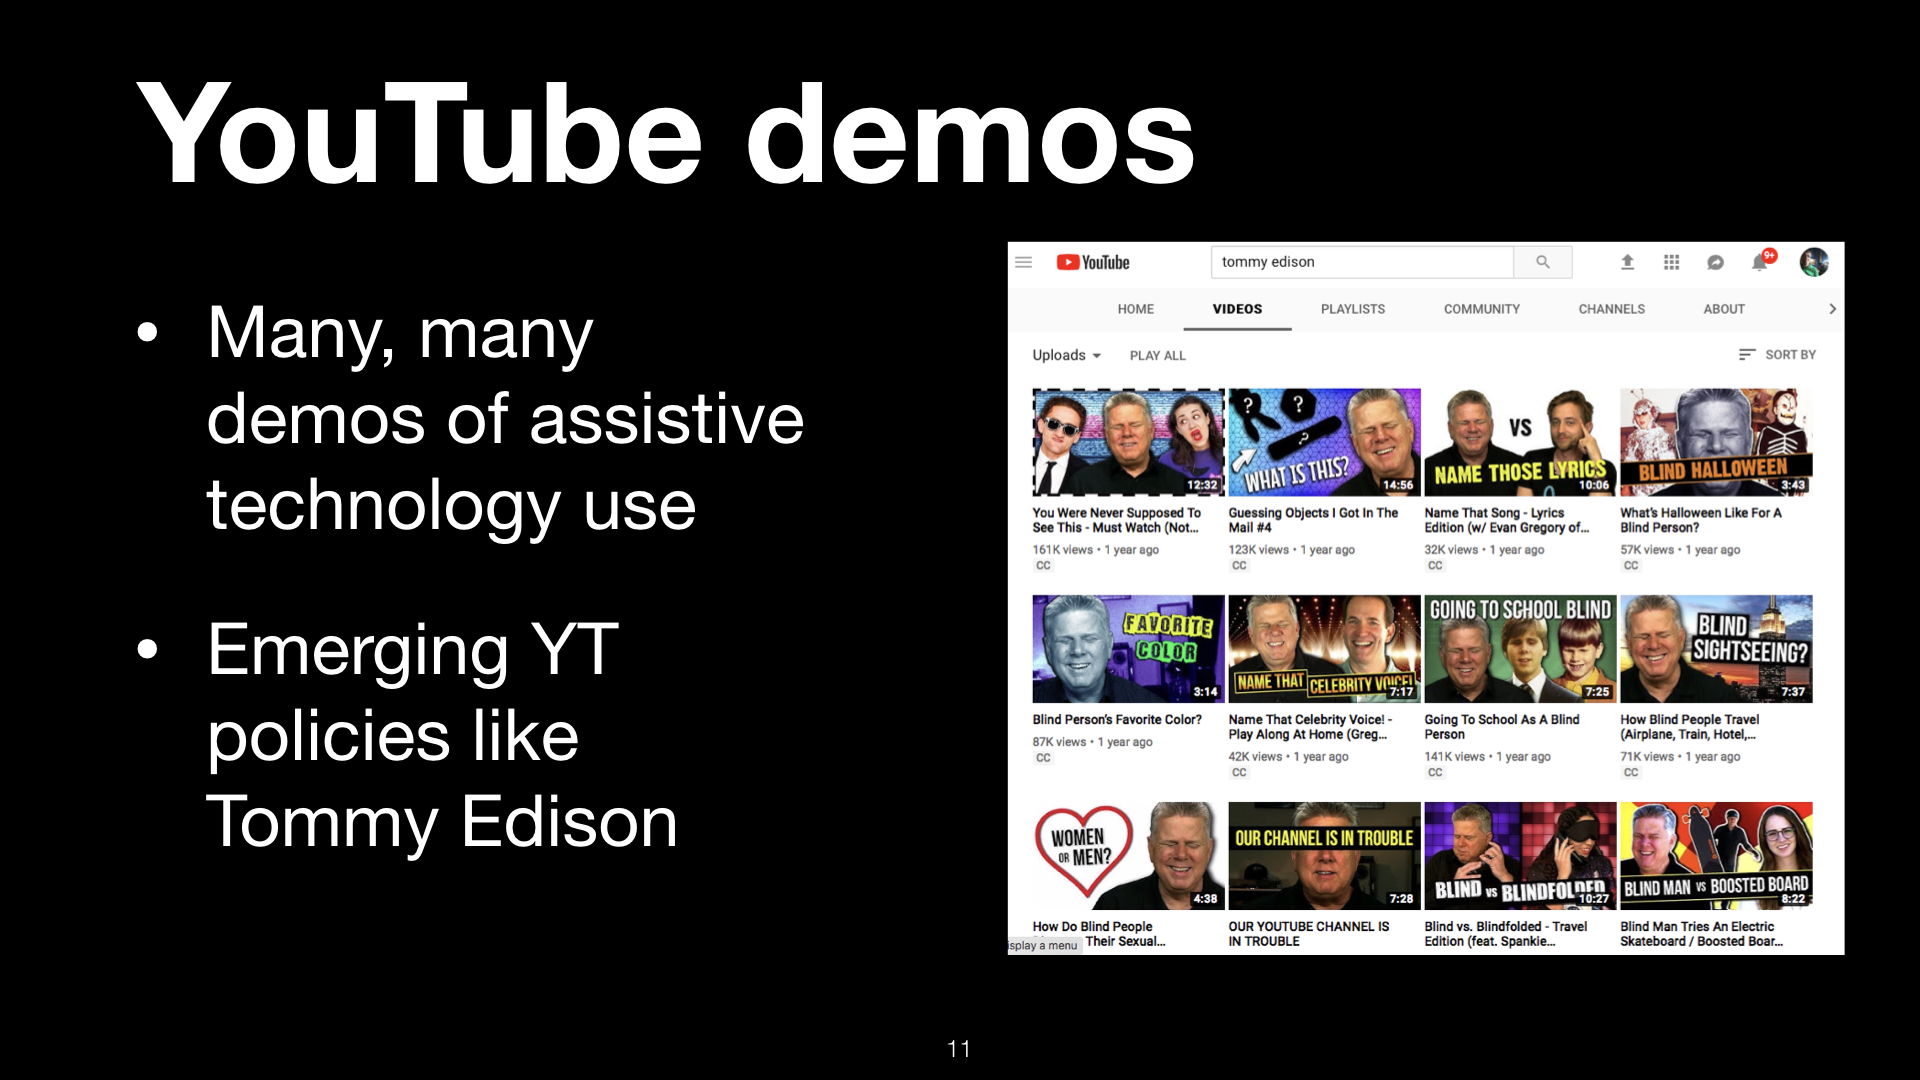 YouTube demos
• Many, many
demos of assistive
technology use
• Emerging YT
policies like
Tommy Edison
YouTube
tommy edison
9+
HOME VIDEOS PLAYLISTS COMMUNITY CHANNELS ABOUT
Uploads PLAY ALL SORT BY
12:32
? ? ?
WHAT IS THIS?
14:56
VS
NAME THOSE LYRICS
10:06
BLIND HALLOWEEN
3:43
You Were Never Supposed To
See This - Must Watch (Not...
161K views • 1 year ago
CC
Guessing Objects I Got In The
Mail #4
123K views • 1 year ago
CC
Name That Song - Lyrics
Edition (w/ Evan Gregory of...
32K views • 1 year ago
CC
What's Halloween Like For A
Blind Person?
57K views • 1 year ago
CC
FAVORITE
COLOR
3:14
NAME THAT CELEBRITY VOICE!
7:17
GOING TO SCHOOL BLIND
7:25
BLIND
SIGHTSEEING?
7:37
Blind Person's Favorite Color?
87K views • 1 year ago
CC
Name That Celebrity Voice! -
Play Along At Home (Greg...
42K views • 1 year ago
CC
Going To School As A Blind
Person
141K views • 1 year ago
CC
How Blind People Travel
(Airplane, Train, Hotel,...
71K views • 1 year ago
CC
WOMEN
OR MEN?
4:38
OUR CHANNEL IS IN TROUBLE
7:28
BLIND VS BLINDFOLDED
10:27
BLIND MAN VS BOOSTED BOARD
8:22
How Do Blind People
Their Sexual...
isplay a menu
OUR YOUTUBE CHANNEL IS
IN TROUBLE
Blind vs. Blindfolded - Travel
Edition (feat. Spankie...
Blind Man Tries An Electric
Skateboard / Boosted Boar...
11